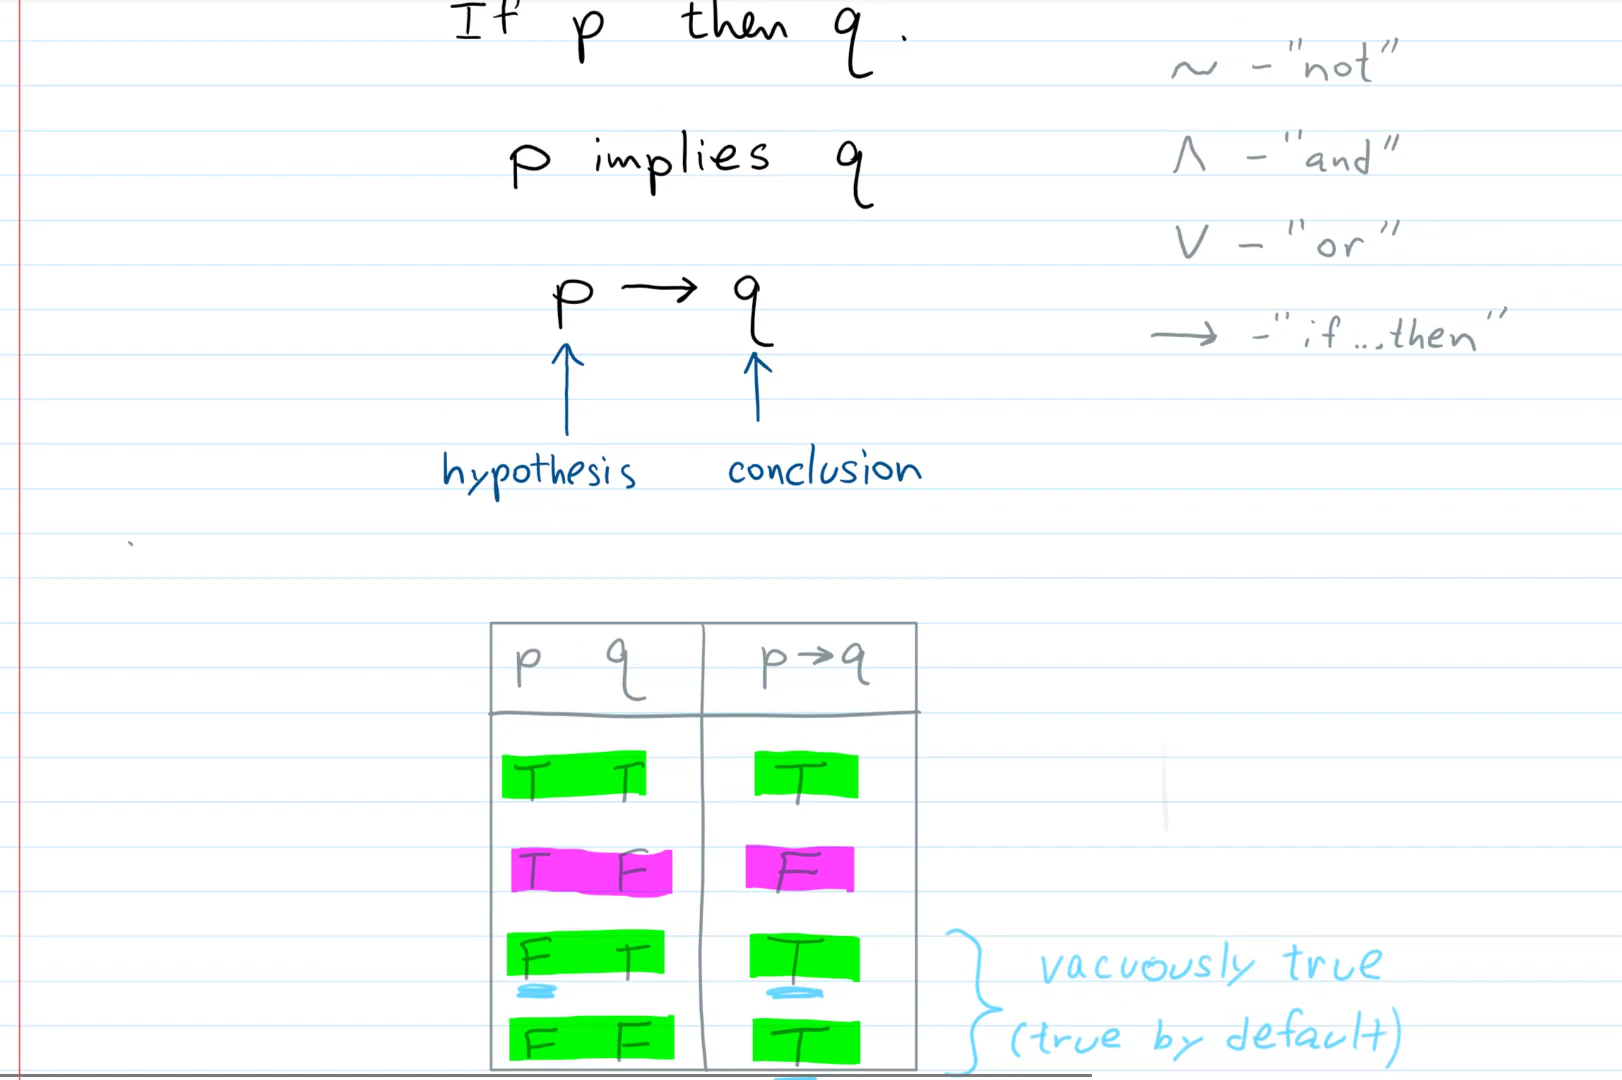 If p then q.
p implies q
p → q
hypothesis conclusion
~ - "not"
∧ - "and"
∨ - "or"
→ - "if...then"
p q p→q
T T T
T F F
F T T
F F T
vacuously true
(true by default)